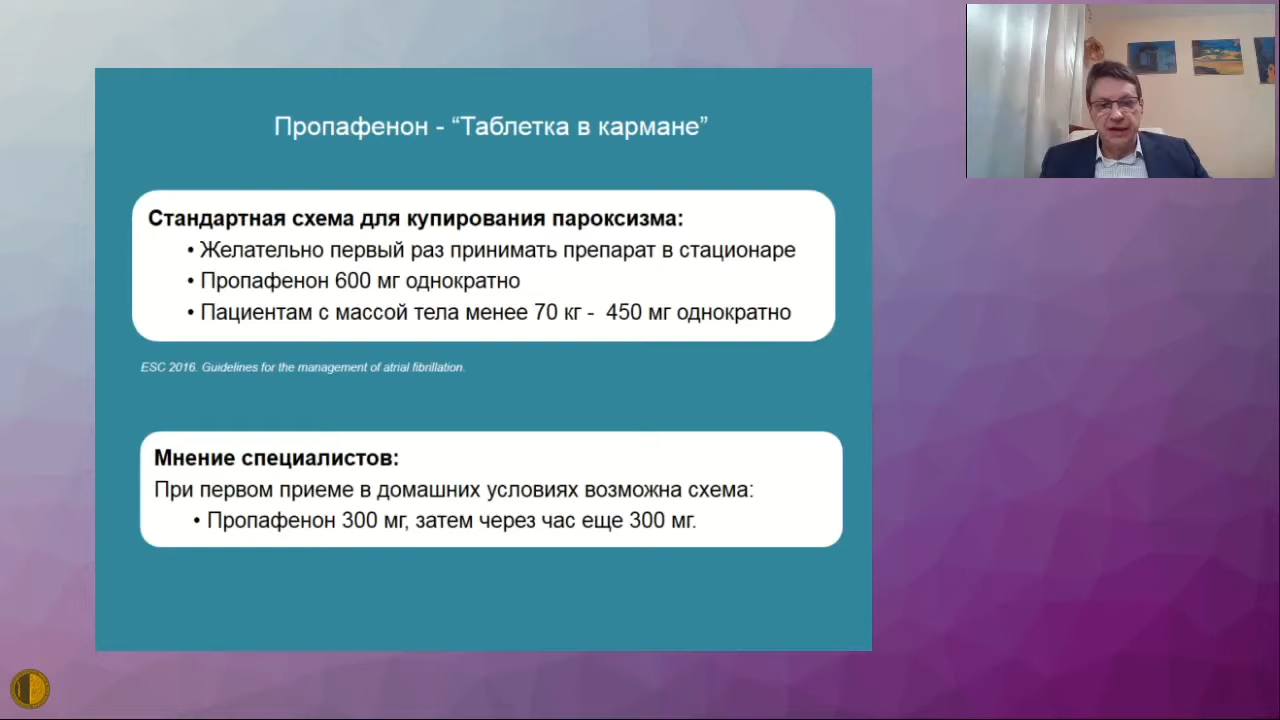 Пропафенон - “Таблетка в кармане”
Стандартная схема для купирования пароксизма:
• Желательно первый раз принимать препарат в стационаре
• Пропафенон 600 мг однократно
• Пациентам с массой тела менее 70 кг - 450 мг однократно
ESC 2016. Guidelines for the management of atrial fibrillation.
Мнение специалистов:
При первом приеме в домашних условиях возможна схема:
• Пропафенон 300 мг, затем через час еще 300 мг.